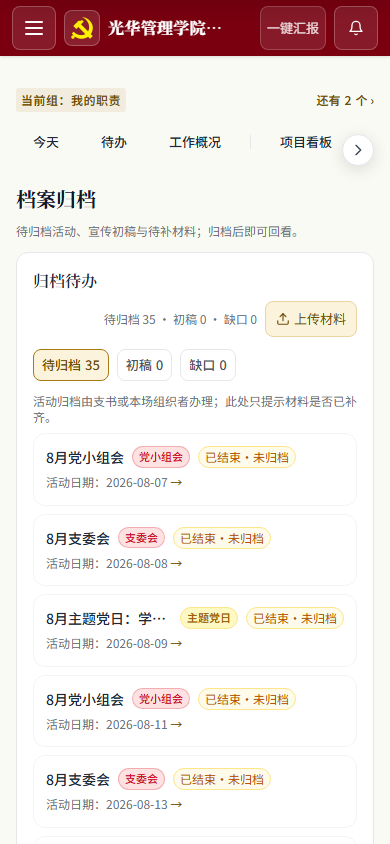 光华管理学院…
一键汇报
当前组：我的职责
还有 2 个 ›
今天
待办
工作概况
项目看板
档案归档
待归档活动、宣传初稿与待补材料；归档后即可回看。
归档待办
待归档 35 · 初稿 0 · 缺口 0
上传材料
待归档 35
初稿 0
缺口 0
活动归档由支书或本场组织者办理；此处只提示材料是否已补
齐。
8月党小组会 党小组会 已结束·未归档
活动日期：2026-08-07 →
8月支委会 支委会 已结束·未归档
活动日期：2026-08-08 →
8月主题党日：学… 主题党日 已结束·未归档
活动日期：2026-08-09 →
8月党小组会 党小组会 已结束·未归档
活动日期：2026-08-11 →
8月支委会 支委会 已结束·未归档
活动日期：2026-08-13 →